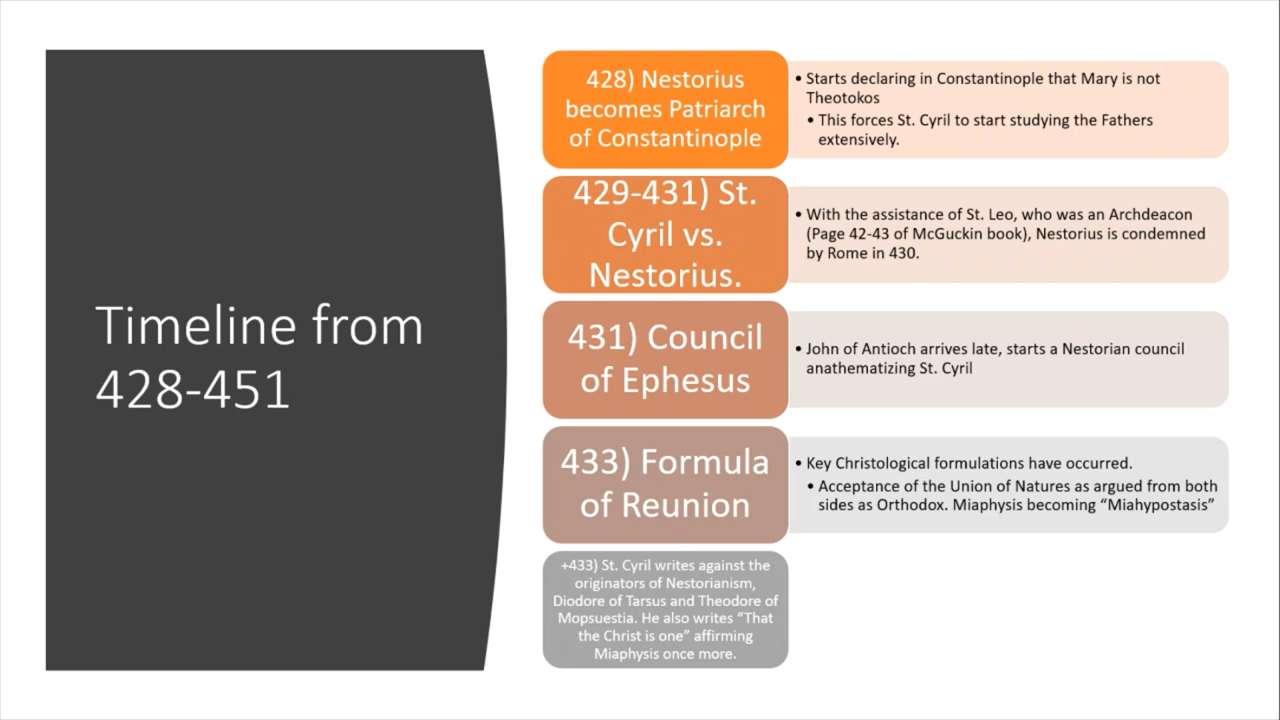 Timeline from
428-451
428) Nestorius
becomes Patriarch
of Constantinople
• Starts declaring in Constantinople that Mary is not
Theotokos
• This forces St. Cyril to start studying the Fathers
extensively.
429-431) St.
Cyril vs.
Nestorius.
• With the assistance of St. Leo, who was an Archdeacon
(Page 42-43 of McGuckin book), Nestorius is condemned
by Rome in 430.
431) Council
of Ephesus
• John of Antioch arrives late, starts a Nestorian council
anathematizing St. Cyril
433) Formula
of Reunion
• Key Christological formulations have occurred.
• Acceptance of the Union of Natures as argued from both
sides as Orthodox. Miaphysis becoming “Miahypostasis”
+433) St. Cyril writes against the
originators of Nestorianism,
Diodore of Tarsus and Theodore of
Mopsuestia. He also writes “That
the Christ is one” affirming
Miaphysis once more.